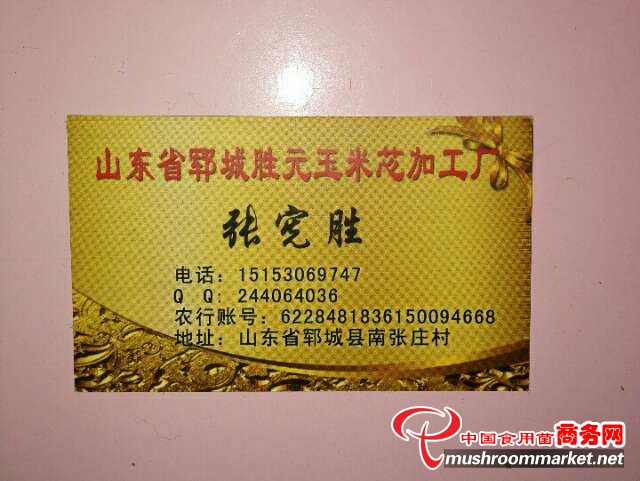 山东省郓城胜元玉米芯加工厂
张宪胜
电话：15153069747
Q Q：244064036
农行账号：6228481836150094668
地址：山东省郓城县南张庄村
中国食用菌商务网
mushroommarket.net